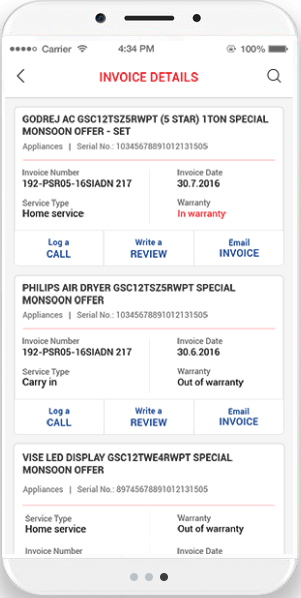 Carrier 4:34 PM 100%
INVOICE DETAILS
GODREJ AC GSC12TSZ5RWPT (5 STAR) 1TON SPECIAL
MONSOON OFFER - SET
Appliances | Serial No.: 10345678891012131505
Invoice Number Invoice Date
192-PSR05-16SIADN 217 30.7.2016
Service Type Warranty
Home service In warranty
Log a Write a Email
CALL REVIEW INVOICE
PHILIPS AIR DRYER GSC12TSZ5RWPT SPECIAL
MONSOON OFFER
Appliances | Serial No.: 10345678891012131505
Invoice Number Invoice Date
192-PSR05-16SIADN 217 30.6.2016
Service Type Warranty
Carry in Out of warranty
Log a Write a Email
CALL REVIEW INVOICE
VISE LED DISPLAY GSC12TWE4RWPT SPECIAL
MONSOON OFFER
Appliances | Serial No.: 89745678891012131505
Service Type Warranty
Home service Out of warranty
Invoice Number Invoice Date